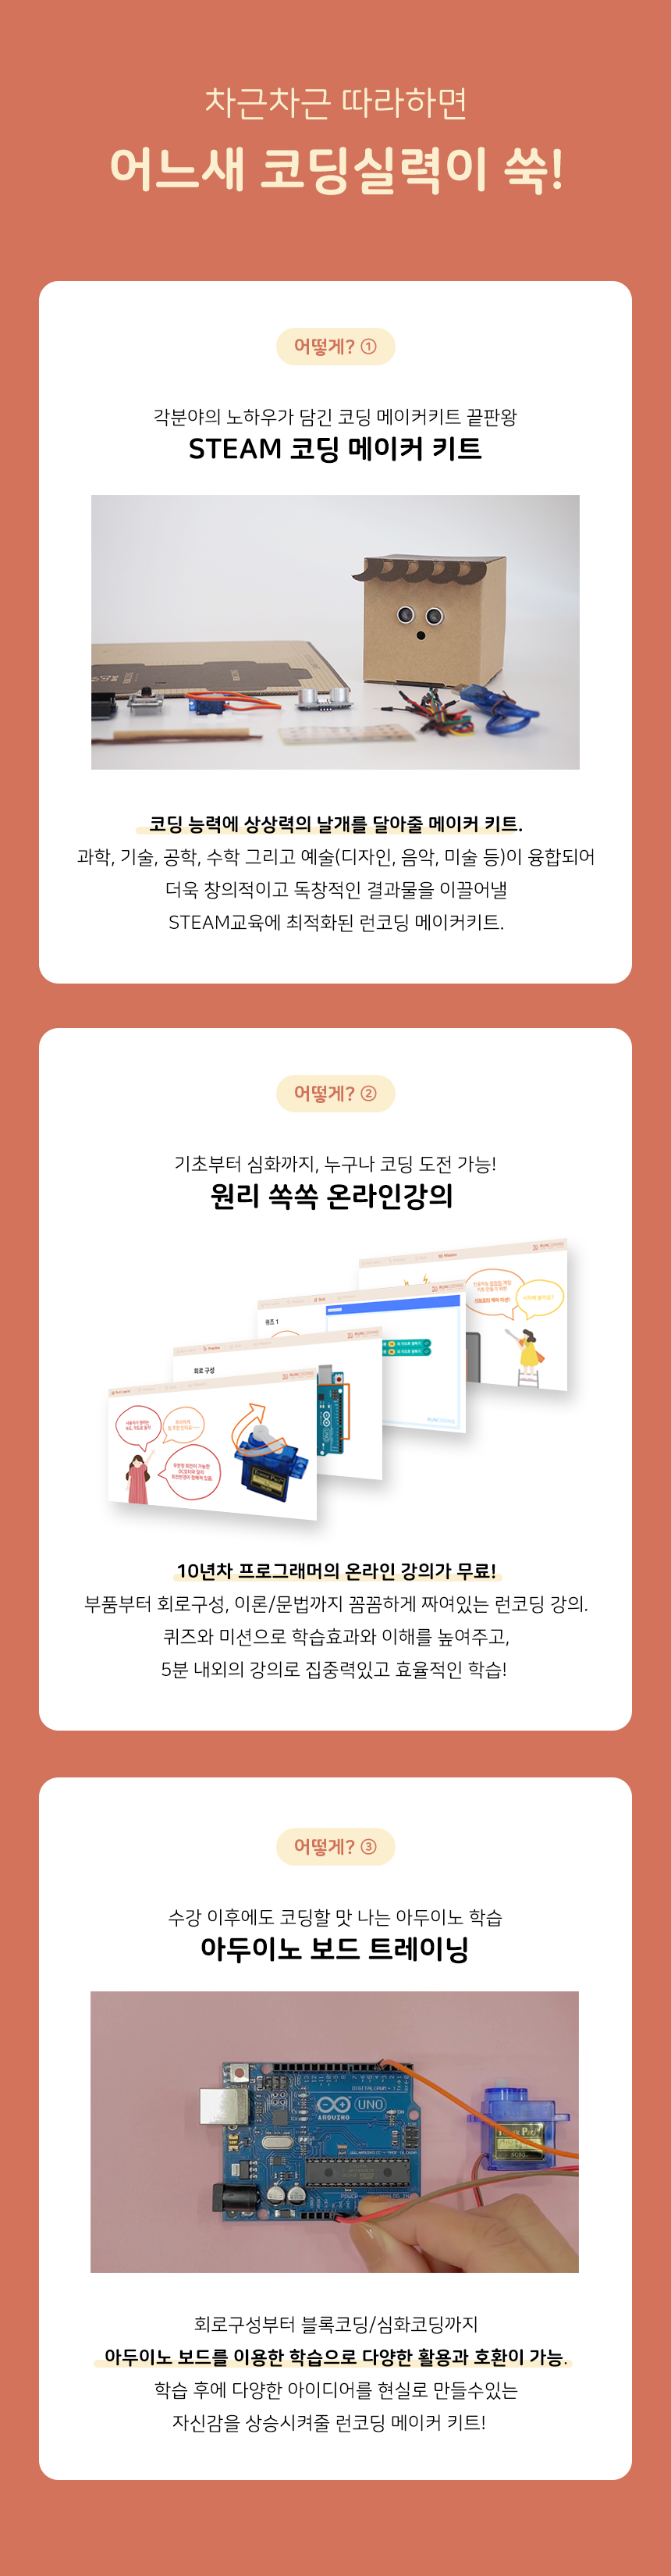 차근차근 따라하면
어느새 코딩실력이 쑥!
어떻게? ①
각분야의 노하우가 담긴 코딩 메이커키트 끝판왕
STEAM 코딩 메이커 키트
코딩 능력에 상상력의 날개를 달아줄 메이커 키트.
과학, 기술, 공학, 수학 그리고 예술(디자인, 음악, 미술 등)이 융합되어
더욱 창의적이고 독창적인 결과물을 이끌어낼
STEAM교육에 최적화된 런코딩 메이커키트.
어떻게? ②
기초부터 심화까지, 누구나 코딩 도전 가능!
원리 쏙쏙 온라인강의
퀴즈 1
회로 구성
RUNCODING
10년차 프로그래머의 온라인 강의가 무료!
부품부터 회로구성, 이론/문법까지 꼼꼼하게 짜여있는 런코딩 강의.
퀴즈와 미션으로 학습효과와 이해를 높여주고,
5분 내외의 강의로 집중력있고 효율적인 학습!
어떻게? ③
수강 이후에도 코딩할 맛 나는 아두이노 학습
아두이노 보드 트레이닝
UNO
ARDUINO
회로구성부터 블록코딩/심화코딩까지
아두이노 보드를 이용한 학습으로 다양한 활용과 호환이 가능.
학습 후에 다양한 아이디어를 현실로 만들수있는
자신감을 상승시켜줄 런코딩 메이커 키트!